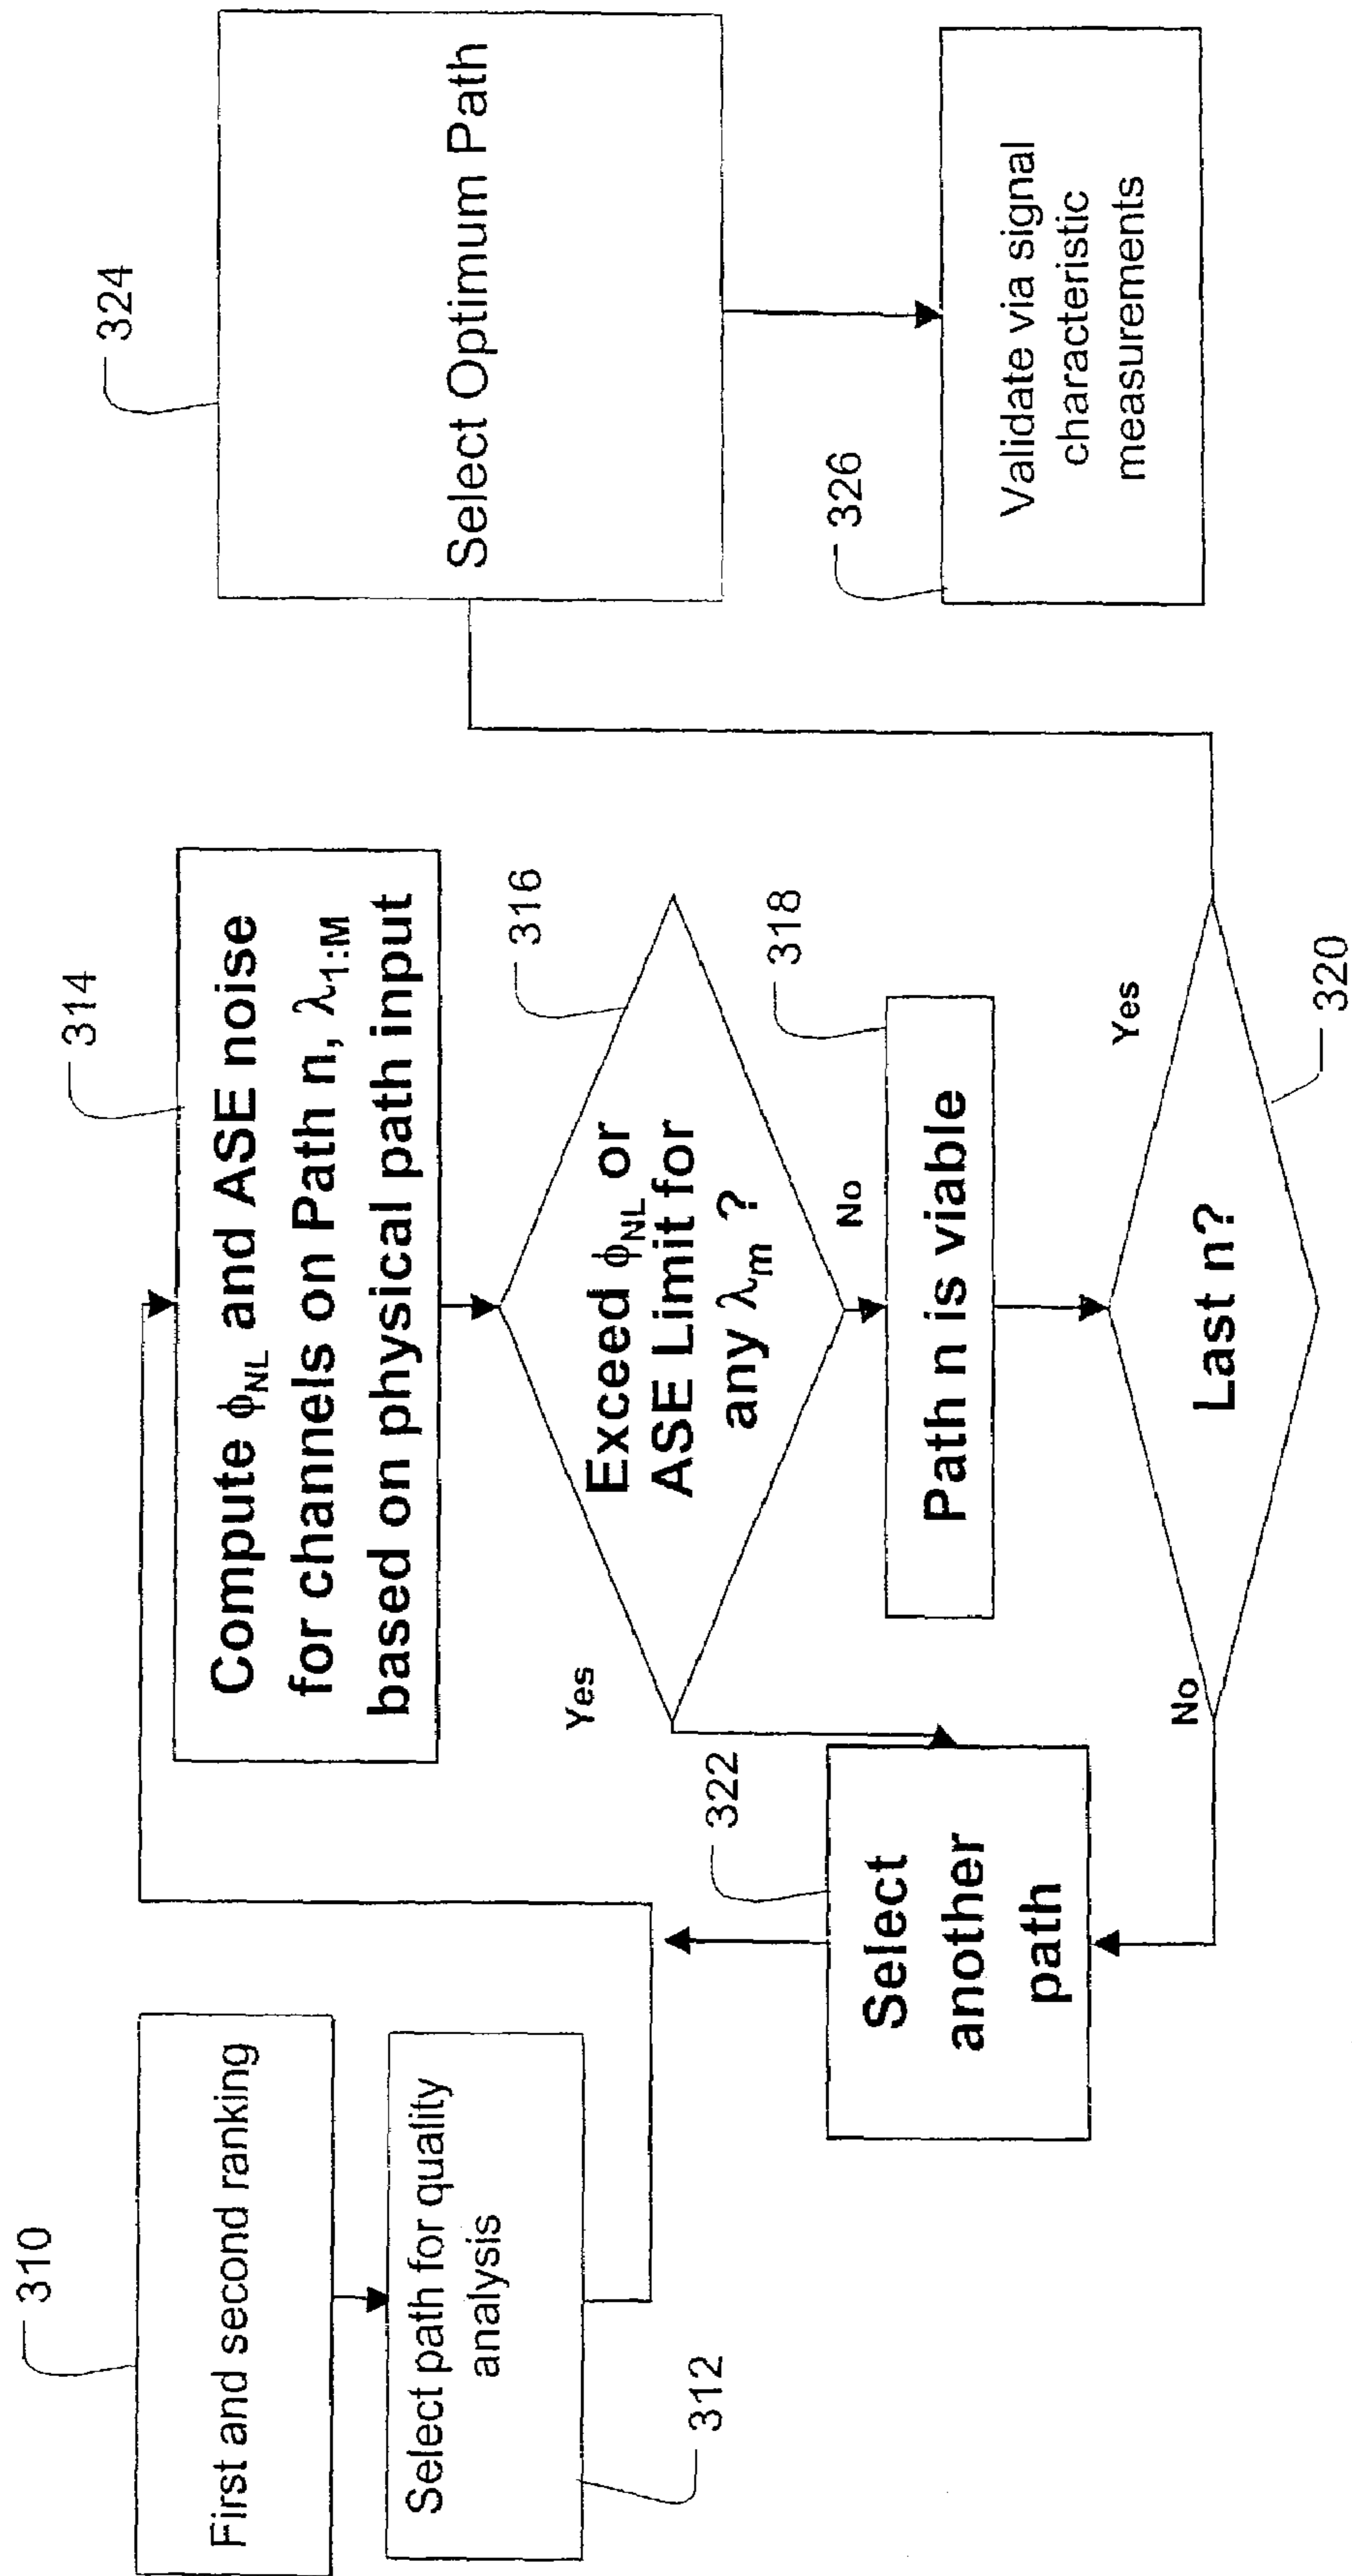 310
First and second ranking
Select path for quality
analysis
312
314
Compute ϕNL and ASE noise
for channels on Path n, λ1:M
based on physical path input
316
Exceed ϕNL or
ASE Limit for
any λm ?
Yes
No
318
Path n is viable
322
Select
another
path
Last n?
No
Yes
320
324
Select Optimum Path
326
Validate via signal
characteristic
measurements